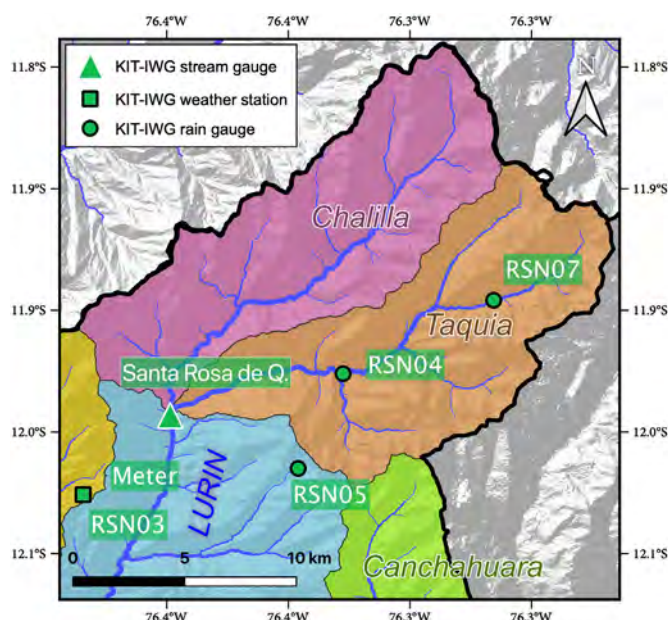 76.4°W 76.4°W 76.3°W 76.3°W
11.8°S 11.8°S
KIT-IWG stream gauge
KIT-IWG weather station
KIT-IWG rain gauge
N
11.9°S 11.9°S
Chalilla
RSN07
11.9°S 11.9°S
Taquia
Santa Rosa de Q.
RSN04
12.0°S 12.0°S
Meter
LURIN
RSN05
RSN03
12.1°S 12.1°S
0 5 10 km
Canchahuara
76.4°W 76.4°W 76.3°W 76.3°W